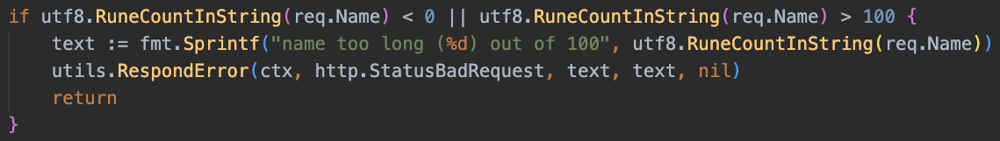 if utf8.RuneCountInString(req.Name) < 0 || utf8.RuneCountInString(req.Name) > 100 {
    text := fmt.Sprintf("name too long (%d) out of 100", utf8.RuneCountInString(req.Name))
    utils.RespondError(ctx, http.StatusBadRequest, text, text, nil)
    return
}